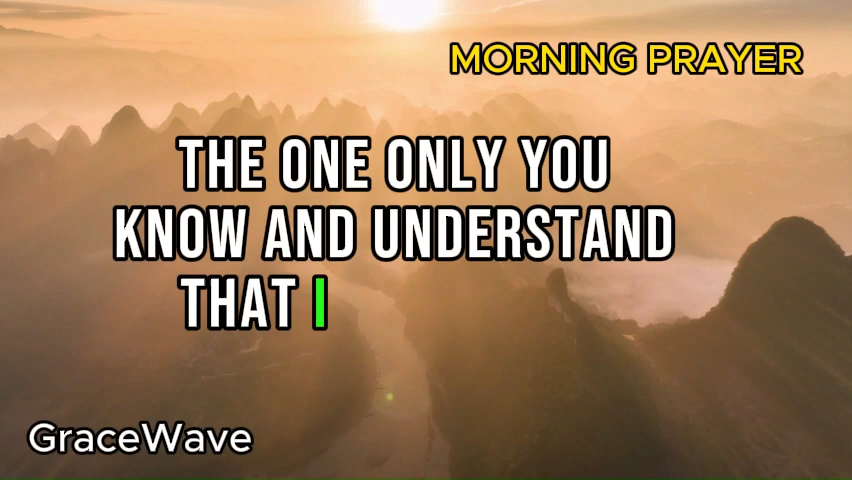 MORNING PRAYER
THE ONE ONLY YOU
KNOW AND UNDERSTAND
THAT I
GraceWave